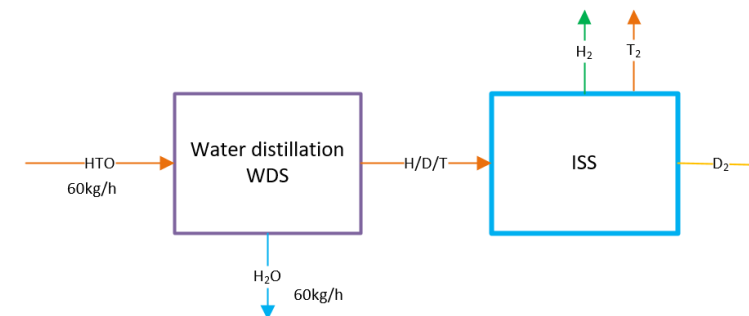 H₂
T₂
Water distillation
WDS
HTO
60kg/h
H/D/T
ISS
D₂
H₂O
60kg/h